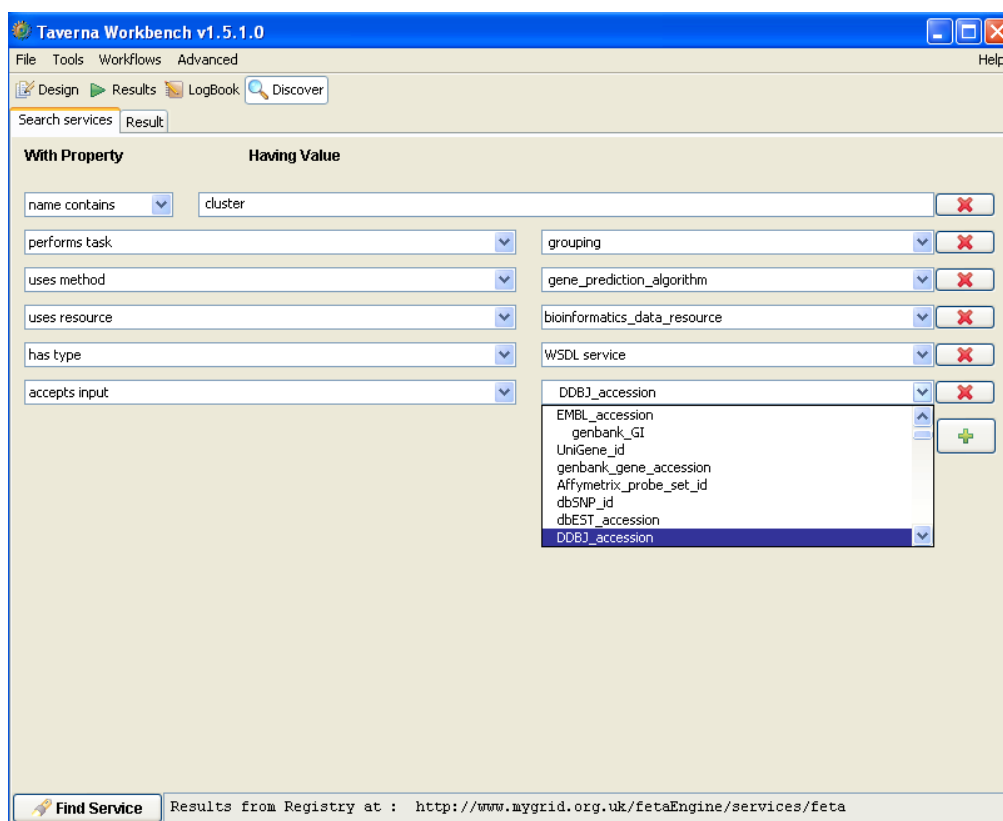 Taverna Workbench v1.5.1.0
File Tools Workflows Advanced Help
Design Results LogBook Discover
Search services Result
With Property Having Value
name contains cluster
performs task grouping
uses method gene_prediction_algorithm
uses resource bioinformatics_data_resource
has type WSDL service
accepts input DDBJ_accession
EMBL_accession
genbank_GI
UniGene_id
genbank_gene_accession
Affymetrix_probe_set_id
dbSNP_id
dbEST_accession
DDBJ_accession
Find Service Results from Registry at : http://www.mygrid.org.uk/fetaEngine/services/feta